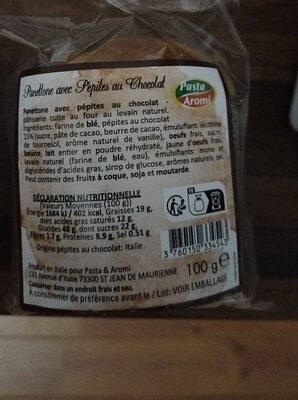 Panettone avec Pépites au Chocolat
Pasta
Aromi
Panettone avec pépites au chocolat -
pâtisserie cuite au four au levain naturel.
Ingrédients: farine de blé, pépites au chocolat
15% (sucre, pâte de cacao, beurre de cacao, émulsifiant: lécithine
de tournesol, arôme naturel de vanille), oeufs frais, sucre,
beurre, lait entier en poudre réhydraté, jaune d'oeufs frais,
levain naturel (farine de blé, eau), émulsifiants: mono et
diglycérides d'acides gras, sirop de glucose, arômes naturels, sel.
Peut contenir des fruits à coque, soja et moutarde.
DÉCLARATION NUTRITIONNELLE
(Valeurs Moyennes (100 g))
Énergie 1684 kJ / 402 kcal, Graisses 19 g,
dont acides gras saturés 12 g,
Glucides 48 g, dont sucres 22 g,
Fibres 1.7 g, Protéines 8.9 g, Sel 0.51 g
Origine pépites au chocolat: Italie
3 760150 334543
Produit en Italie pour Pasta & Aromi
133 Avenue d'Italie 73300 ST JEAN DE MAURIENNE
100 g e
Conserver dans un endroit frais et sec.
À consommer de préférence avant le / Lot: VOIR EMBALLAGE